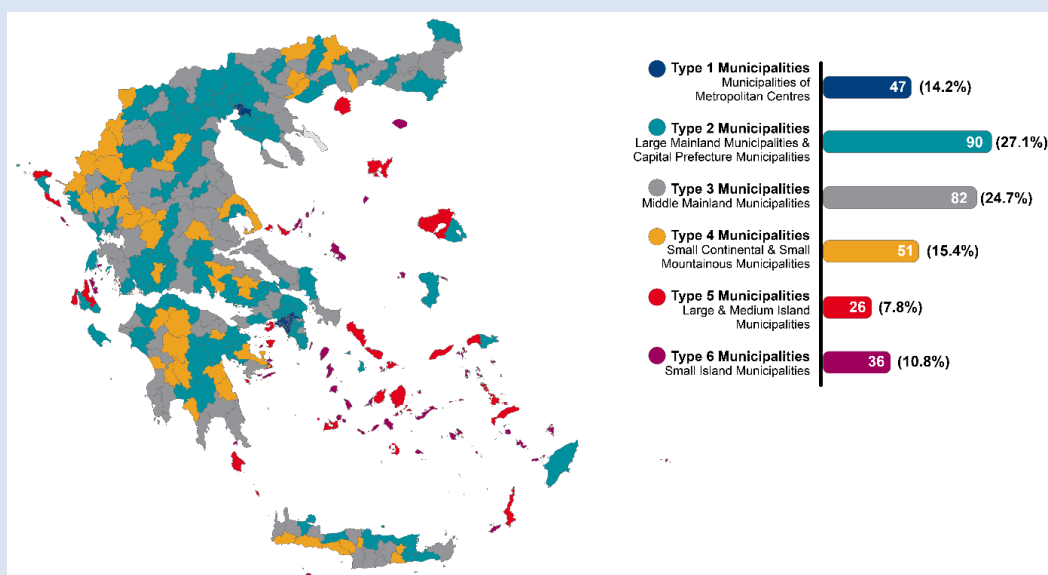 Type 1 Municipalities
Municipalities of
Metropolitan Centres
47 (14.2%)
Type 2 Municipalities
Large Mainland Municipalities &
Capital Prefecture Municipalities
90 (27.1%)
Type 3 Municipalities
Middle Mainland Municipalities
82 (24.7%)
Type 4 Municipalities
Small Continental & Small
Mountainous Municipalities
51 (15.4%)
Type 5 Municipalities
Large & Medium Island
Municipalities
26 (7.8%)
Type 6 Municipalities
Small Island Municipalities
36 (10.8%)